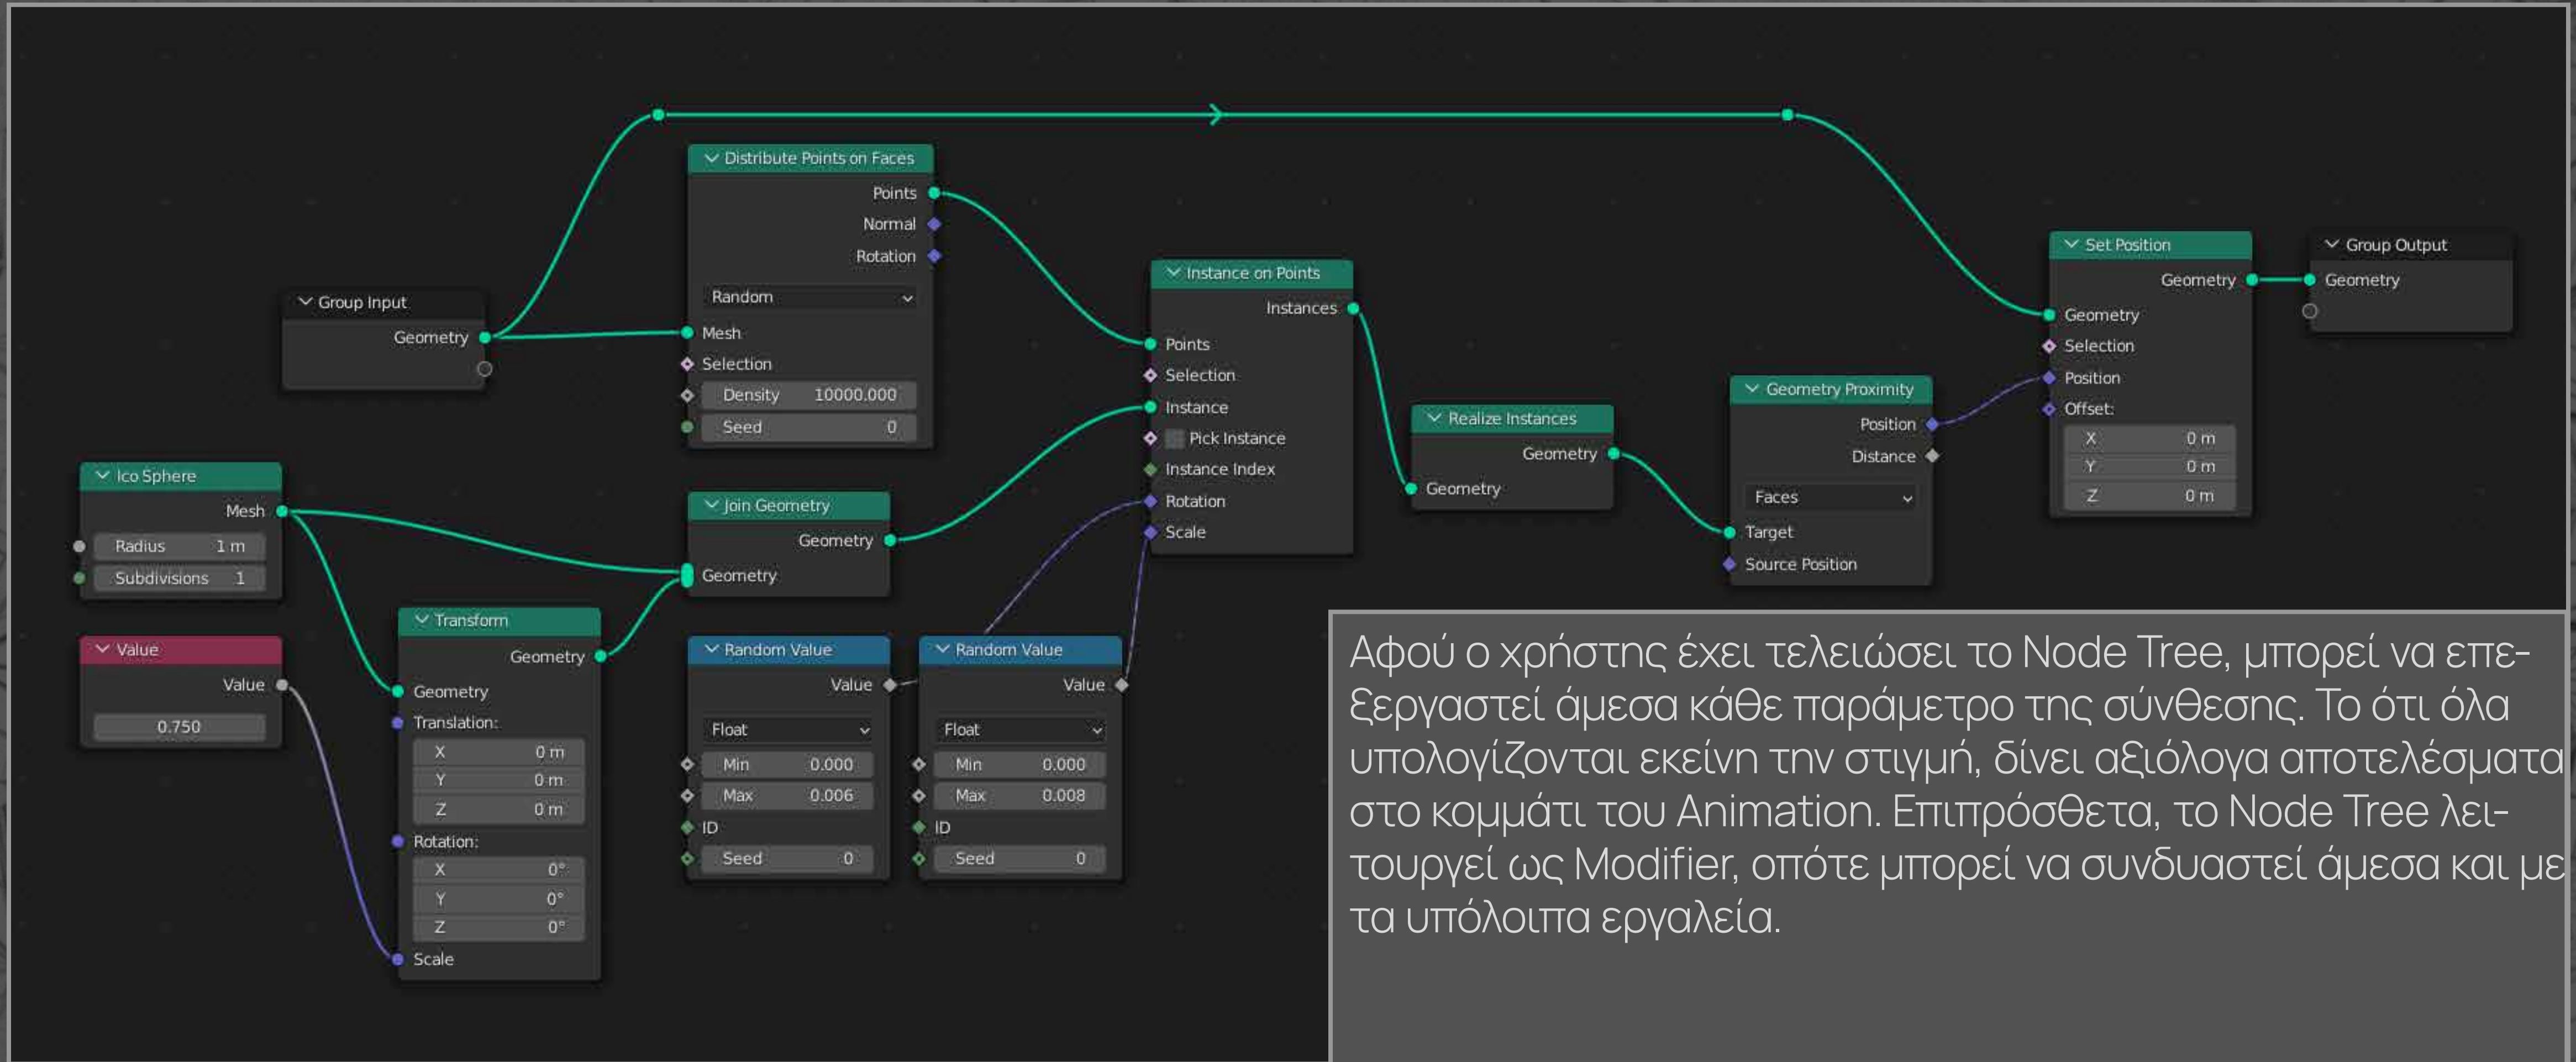 Distribute Points on Faces
Points
Normal
Rotation
Random
Mesh
Selection
Density 10000.000
Seed 0
Group Input
Geometry
Instance on Points
Instances
Points
Selection
Instance
Pick Instance
Instance Index
Rotation
Scale
Set Position
Geometry
Geometry
Selection
Position
Offset:
X 0 m
Y 0 m
Z 0 m
Group Output
Geometry
Geometry Proximity
Position
Distance
Faces
Target
Source Position
Realize Instances
Geometry
Geometry
Ico Sphere
Mesh
Radius 1 m
Subdivisions 1
Join Geometry
Geometry
Geometry
Value
Value
0.750
Transform
Geometry
Geometry
Translation:
X 0 m
Y 0 m
Z 0 m
Rotation:
X 0°
Y 0°
Z 0°
Scale
Random Value
Value
Float
Min 0.000
Max 0.006
ID
Seed 0
Random Value
Value
Float
Min 0.000
Max 0.008
ID
Seed 0
Αφού ο χρήστης έχει τελειώσει το Node Tree, μπορεί να επε-
ξεργαστεί άμεσα κάθε παράμετρο της σύνθεσης. Το ότι όλα
υπολογίζονται εκείνη την στιγμή, δίνει αξιόλογα αποτελέσματα
στο κομμάτι του Animation. Επιπρόσθετα, το Node Tree λει-
τουργεί ως Modifier, οπότε μπορεί να συνδυαστεί άμεσα και με
τα υπόλοιπα εργαλεία.